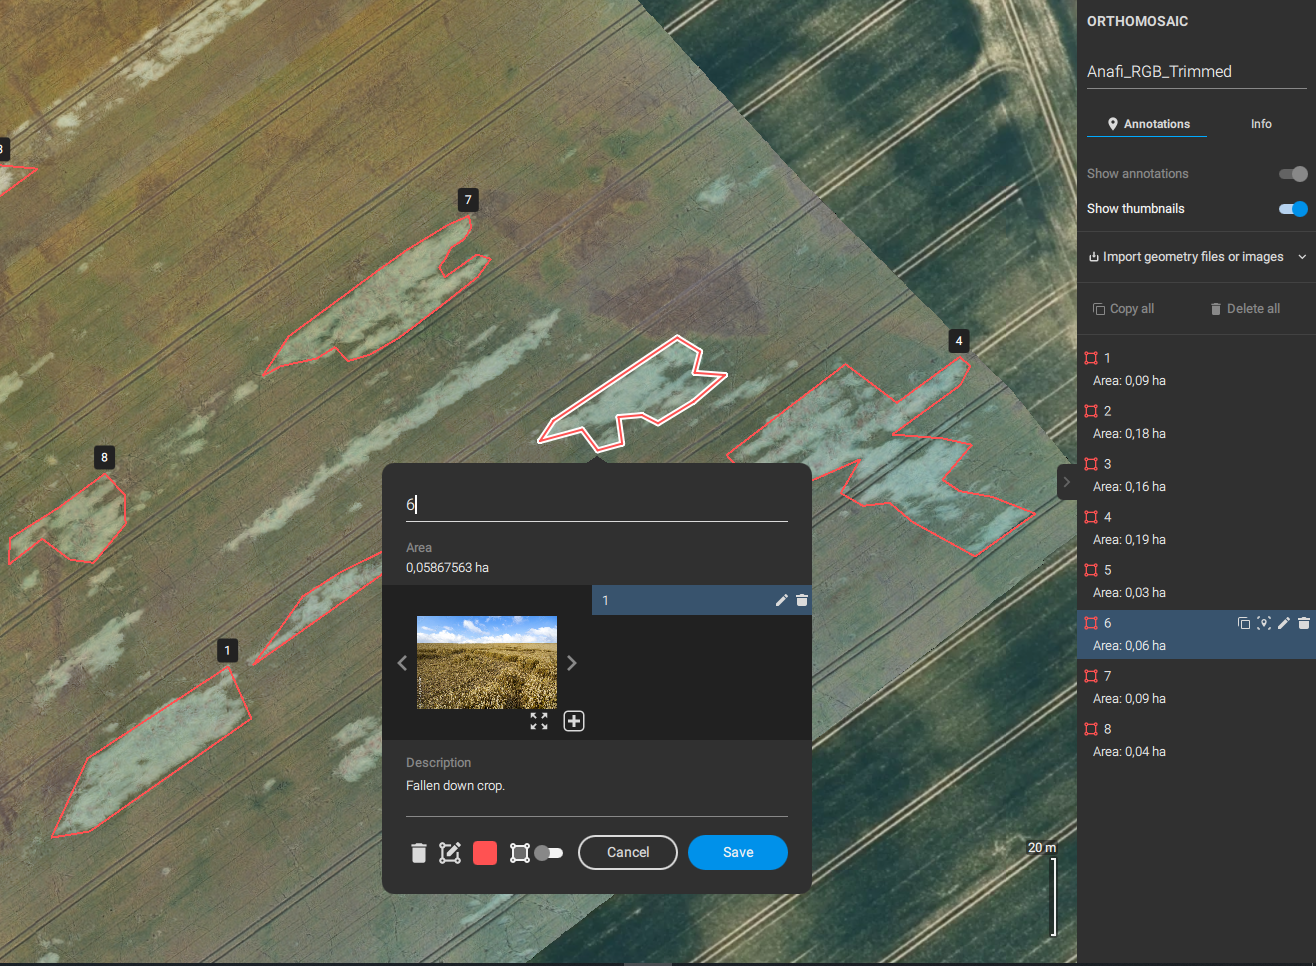 ORTHOMOSAIC
Anafi_RGB_Trimmed
Annotations
Info
Show annotations
Show thumbnails
Import geometry files or images
Copy all
Delete all
1
Area: 0,09 ha
2
Area: 0,18 ha
3
Area: 0,16 ha
4
Area: 0,19 ha
5
Area: 0,03 ha
6
Area: 0,06 ha
7
Area: 0,09 ha
8
Area: 0,04 ha
7
4
8
1
6
Area
0,05867563 ha
1
Description
Fallen down crop.
Cancel
Save
20 m